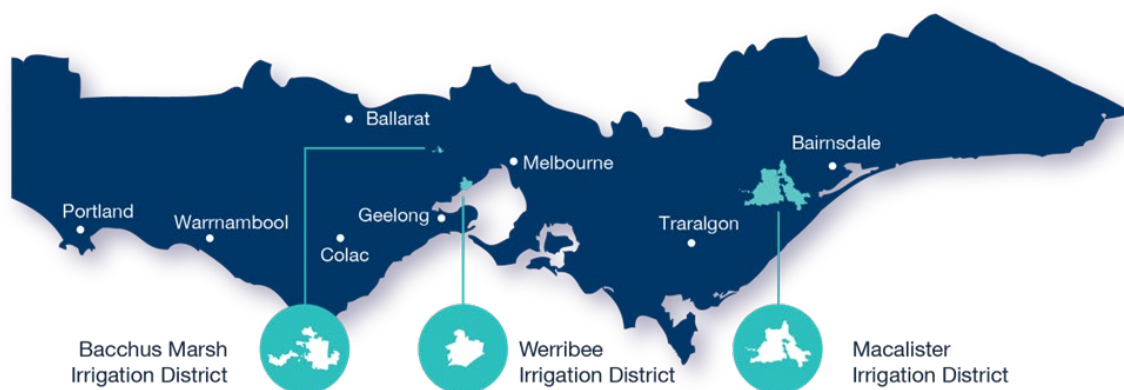 Ballarat
Bairnsdale
Melbourne
Portland
Warrnambool
Geelong
Traralgon
Colac
Bacchus Marsh
Irrigation District
Werribee
Irrigation District
Macalister
Irrigation District